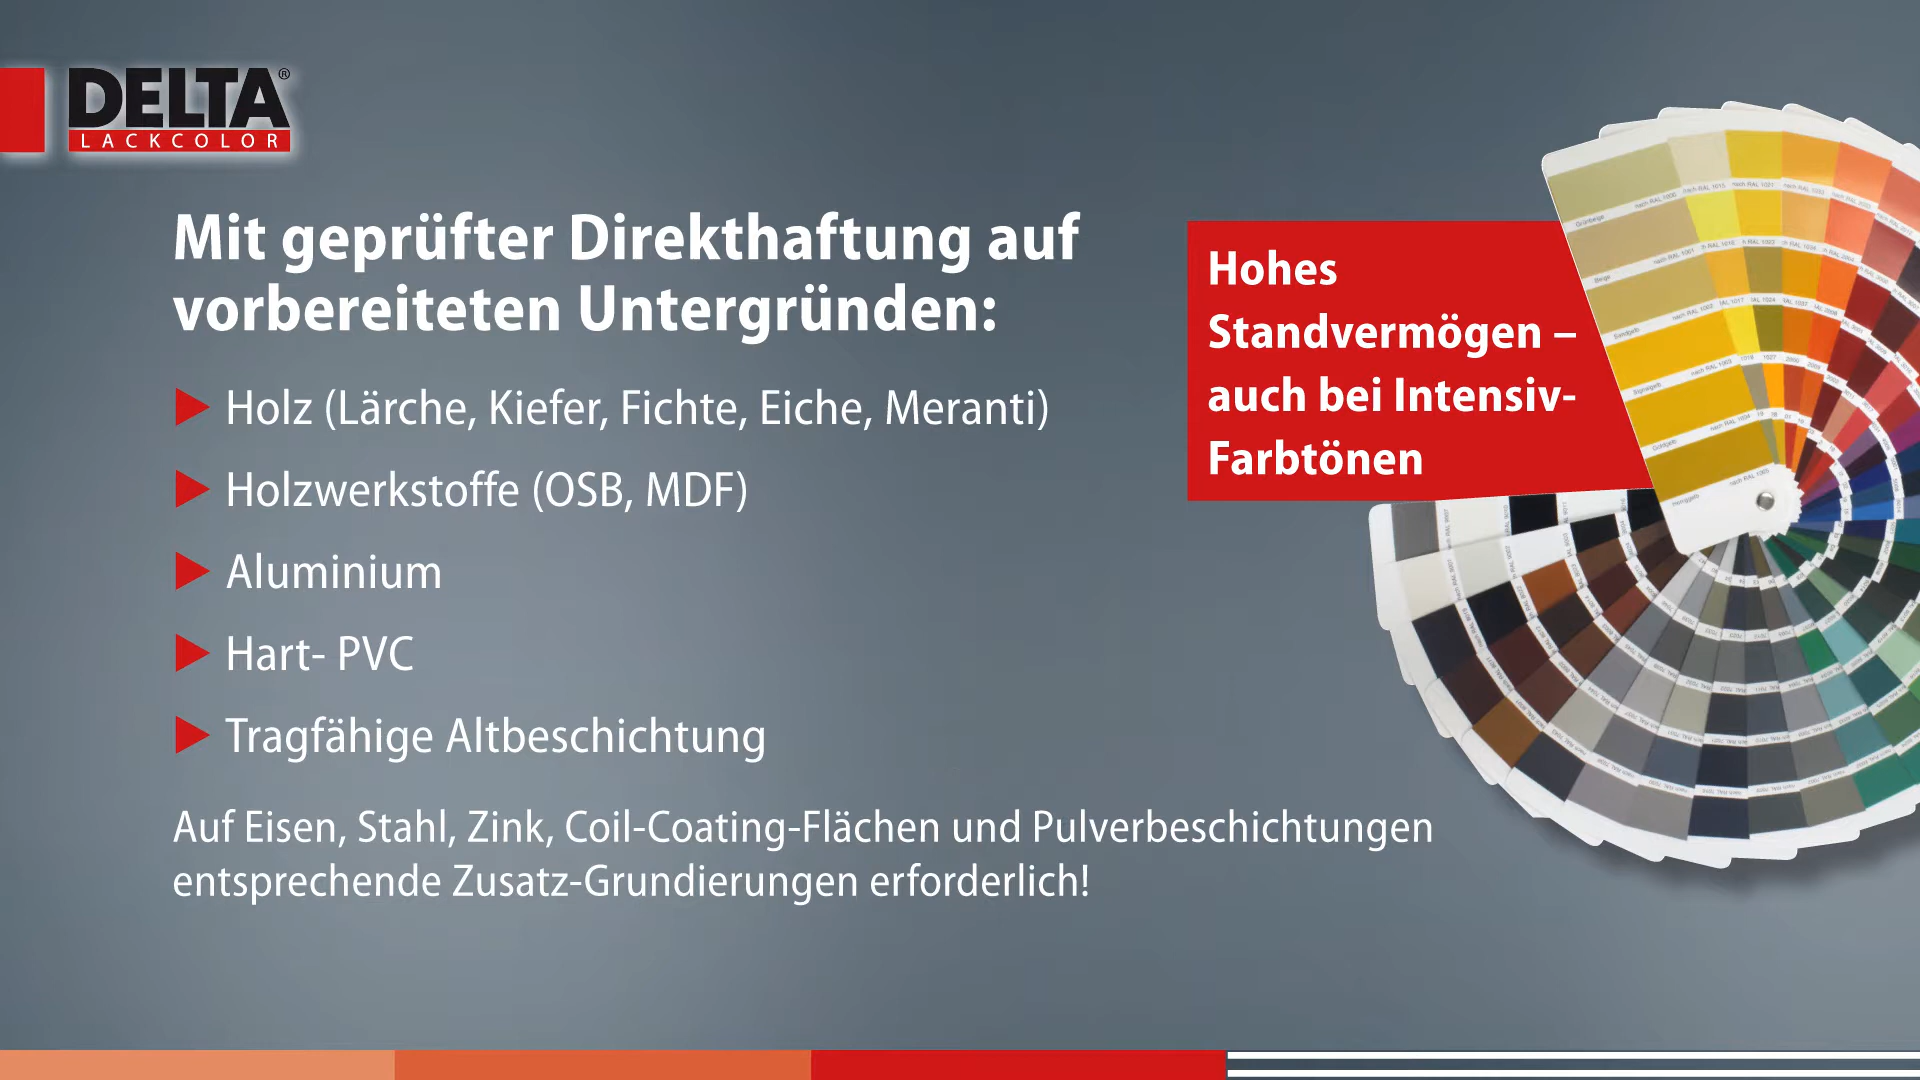 DELTA®
LACKCOLOR
Mit geprüfter Direkthaftung auf
vorbereiteten Untergründen:
Holz (Lärche, Kiefer, Fichte, Eiche, Meranti)
Holzwerkstoffe (OSB, MDF)
Aluminium
Hart- PVC
Tragfähige Altbeschichtung
Auf Eisen, Stahl, Zink, Coil-Coating-Flächen und Pulverbeschichtungen
entsprechende Zusatz-Grundierungen erforderlich!
Hohes
Standvermögen –
auch bei Intensiv-
Farbtönen